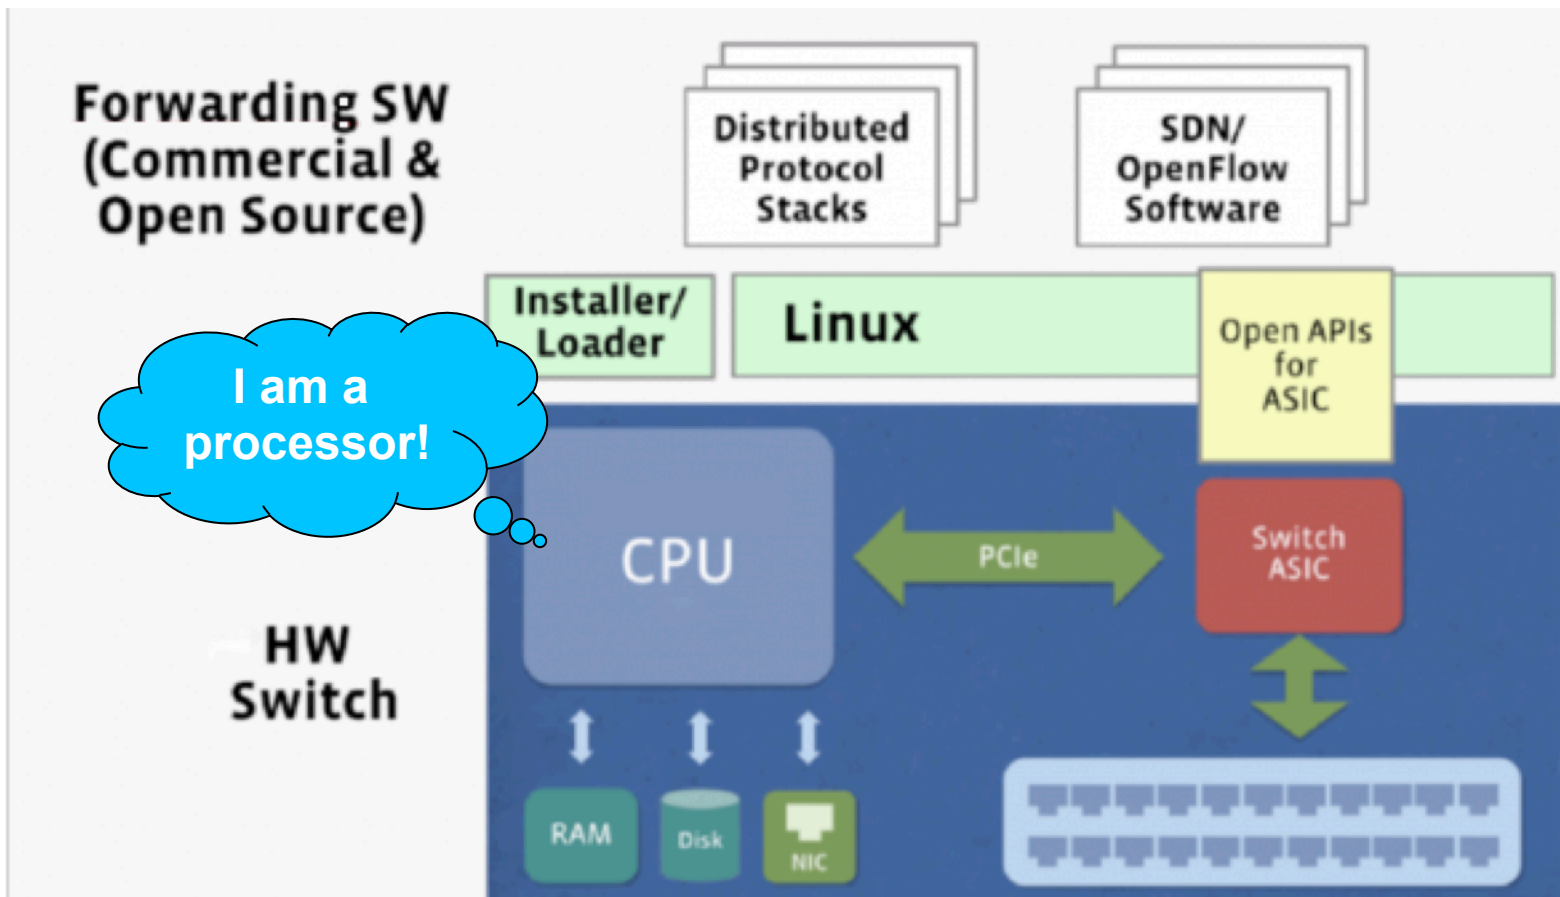 Forwarding SW
(Commercial &
Open Source)
Distributed
Protocol
Stacks
SDN/
OpenFlow
Software
Installer/
Loader
Linux
Open APIs
for
ASIC
I am a
processor!
CPU
PCIe
Switch
ASIC
HW
Switch
RAM
Disk
NIC